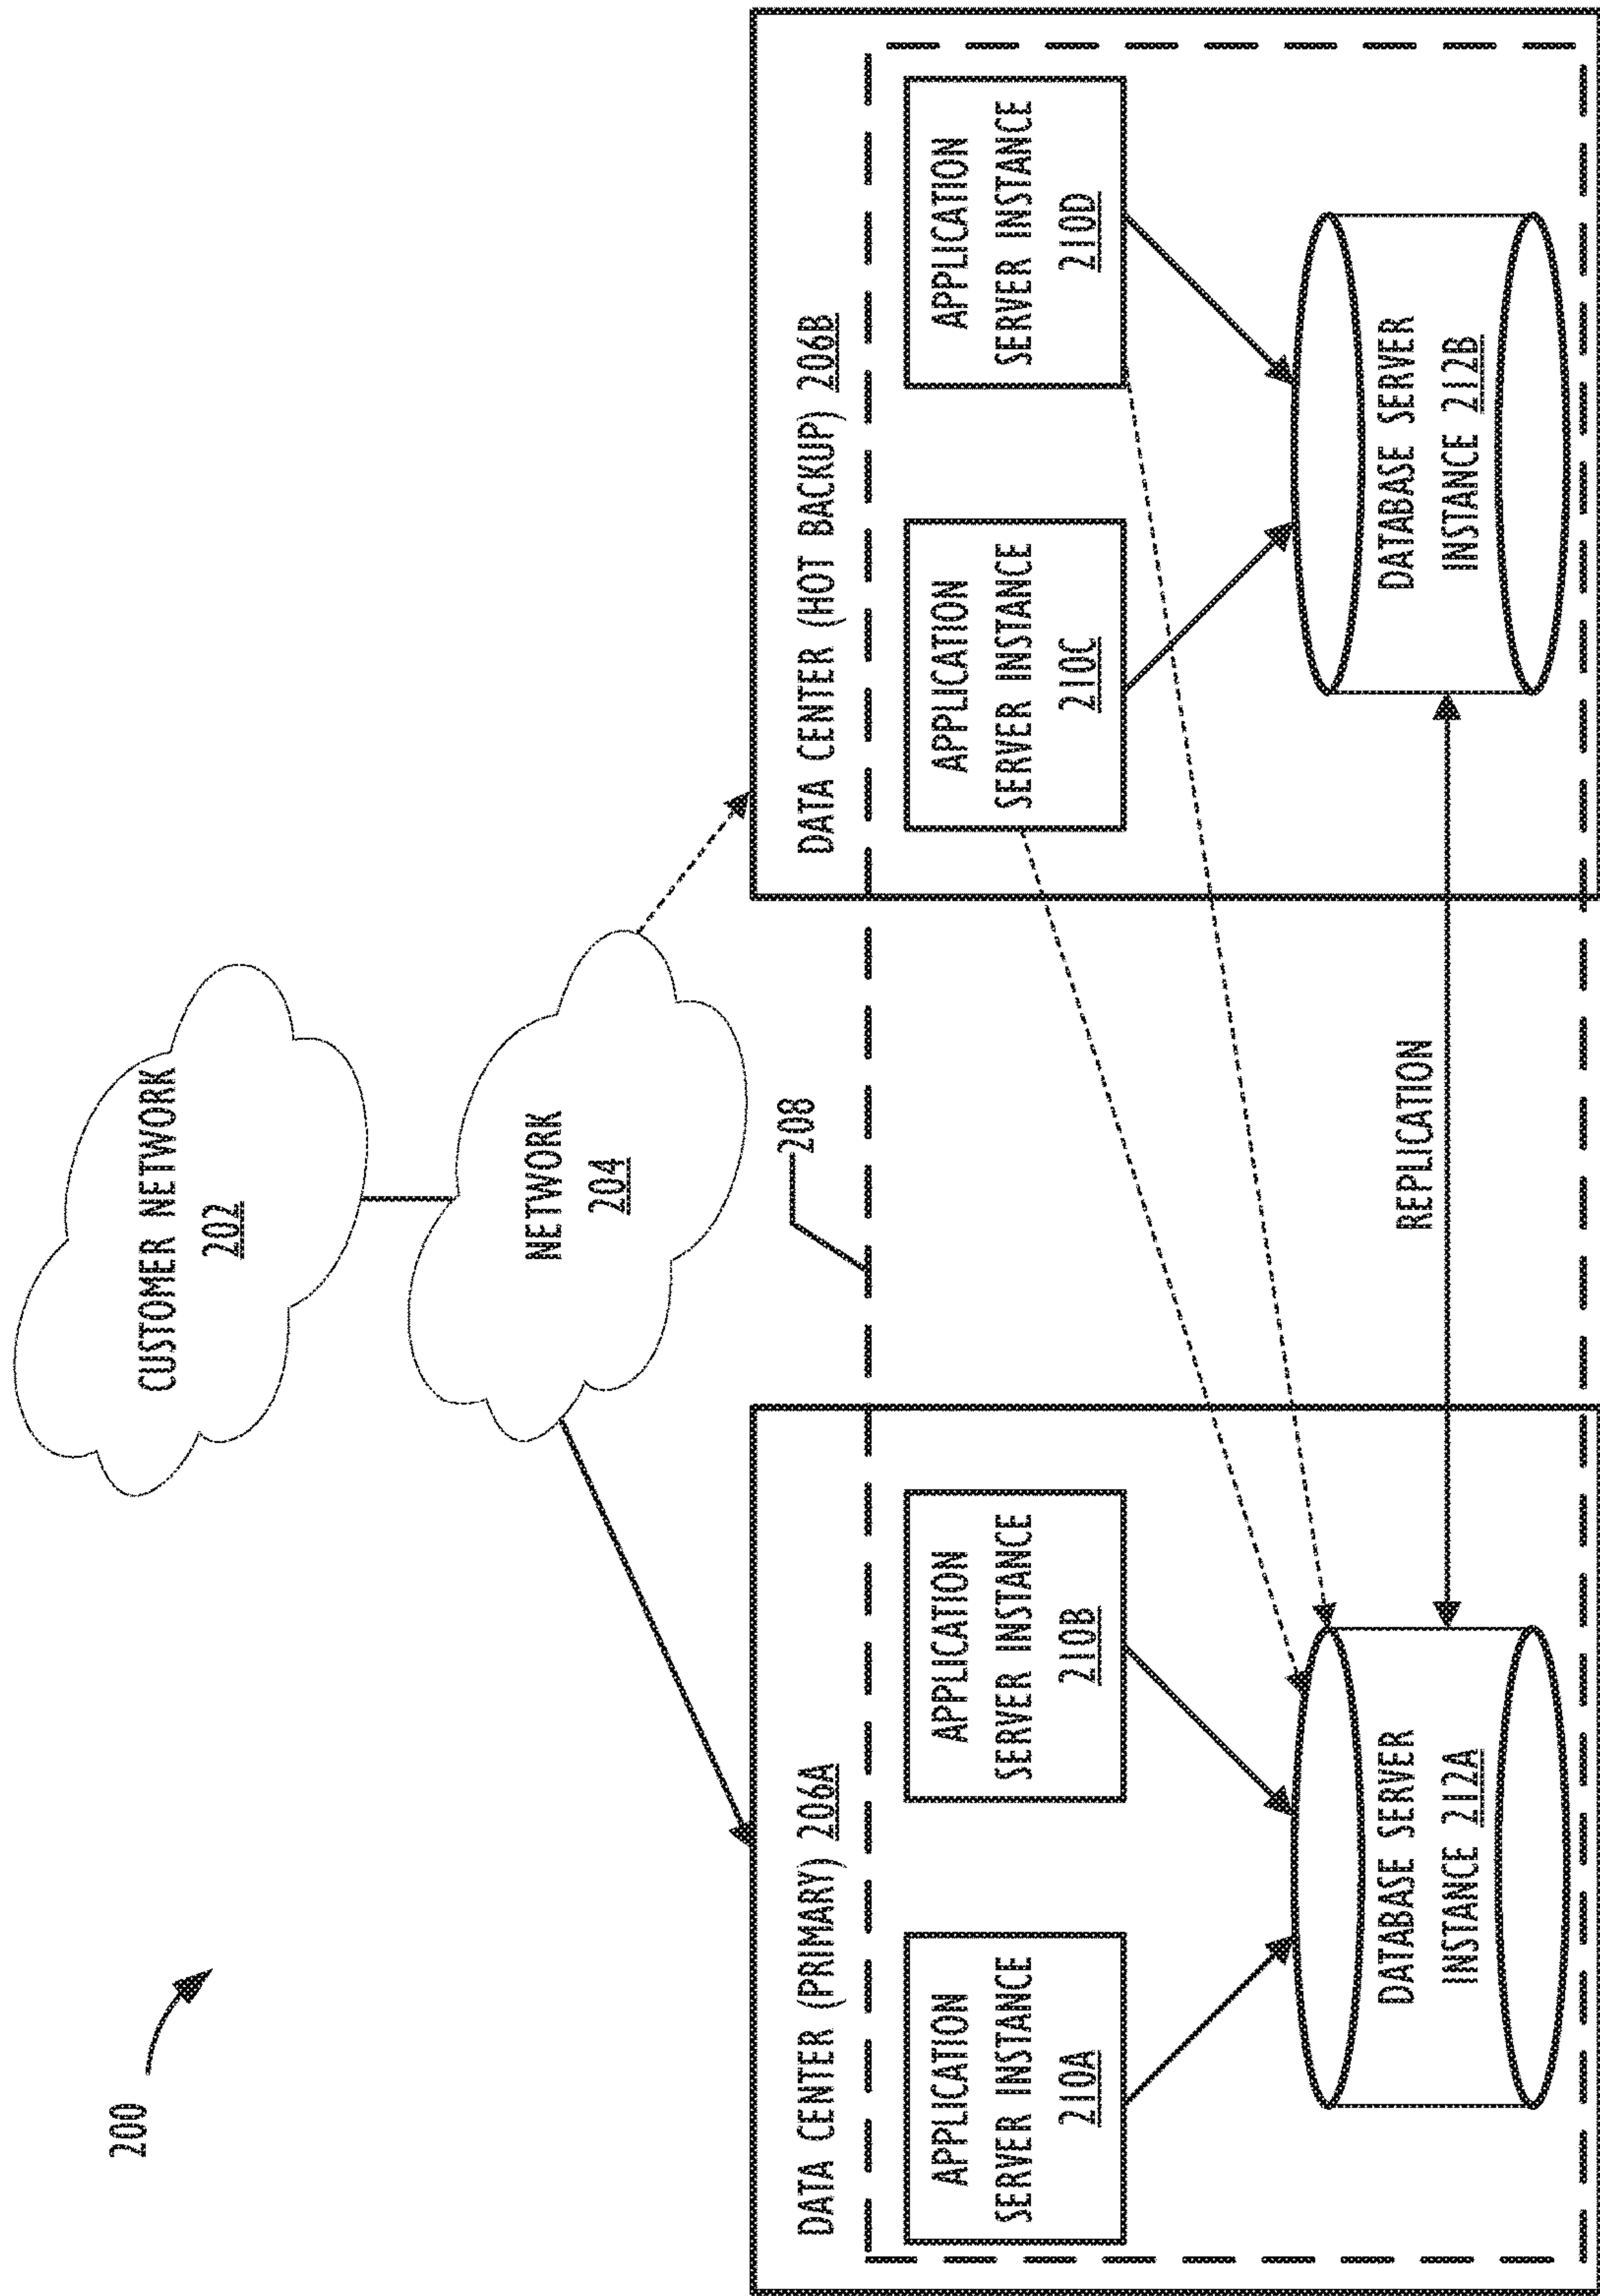 200
CUSTOMER NETWORK
202
NETWORK
204
208
DATA CENTER (PRIMARY) 206A
APPLICATION
SERVER INSTANCE
210A
APPLICATION
SERVER INSTANCE
210B
DATABASE SERVER
INSTANCE 212A
REPLICATION
DATA CENTER (HOT BACKUP) 206B
APPLICATION
SERVER INSTANCE
210C
APPLICATION
SERVER INSTANCE
210D
DATABASE SERVER
INSTANCE 212B